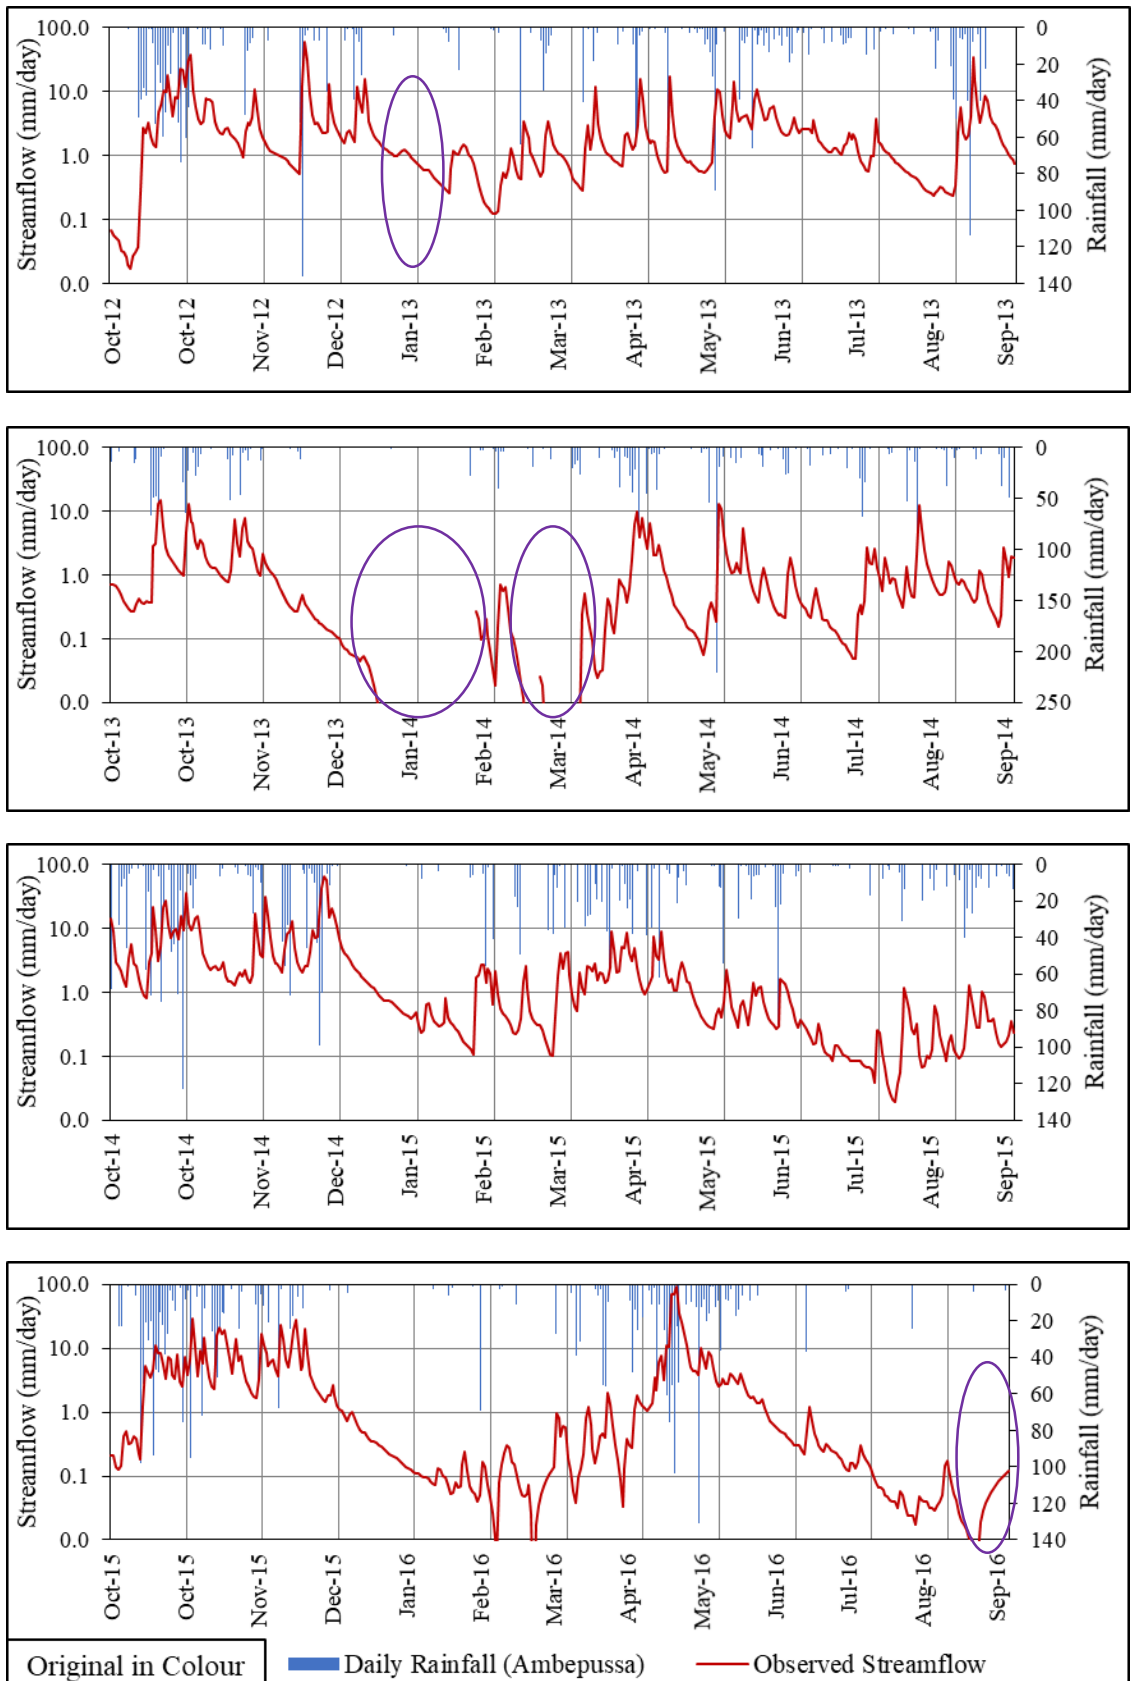 Streamflow (mm/day)
100.0
10.0
1.0
0.1
0.0
0
20
40
60
80
100
120
140
Rainfall (mm/day)
Oct-12
Oct-12
Nov-12
Dec-12
Jan-13
Feb-13
Mar-13
Apr-13
May-13
Jun-13
Jul-13
Aug-13
Sep-13
Streamflow (mm/day)
100.0
10.0
1.0
0.1
0.0
0
50
100
150
200
250
Rainfall (mm/day)
Oct-13
Oct-13
Nov-13
Dec-13
Jan-14
Feb-14
Mar-14
Apr-14
May-14
Jun-14
Jul-14
Aug-14
Sep-14
Streamflow (mm/day)
100.0
10.0
1.0
0.1
0.0
0
20
40
60
80
100
120
140
Rainfall (mm/day)
Oct-14
Oct-14
Nov-14
Dec-14
Jan-15
Feb-15
Mar-15
Apr-15
May-15
Jun-15
Jul-15
Aug-15
Sep-15
Streamflow (mm/day)
100.0
10.0
1.0
0.1
0.0
0
20
40
60
80
100
120
140
Rainfall (mm/day)
Oct-15
Oct-15
Nov-15
Dec-15
Jan-16
Feb-16
Mar-16
Apr-16
May-16
Jun-16
Jul-16
Aug-16
Sep-16
Original in Colour
Daily Rainfall (Ambepussa)
Observed Streamflow